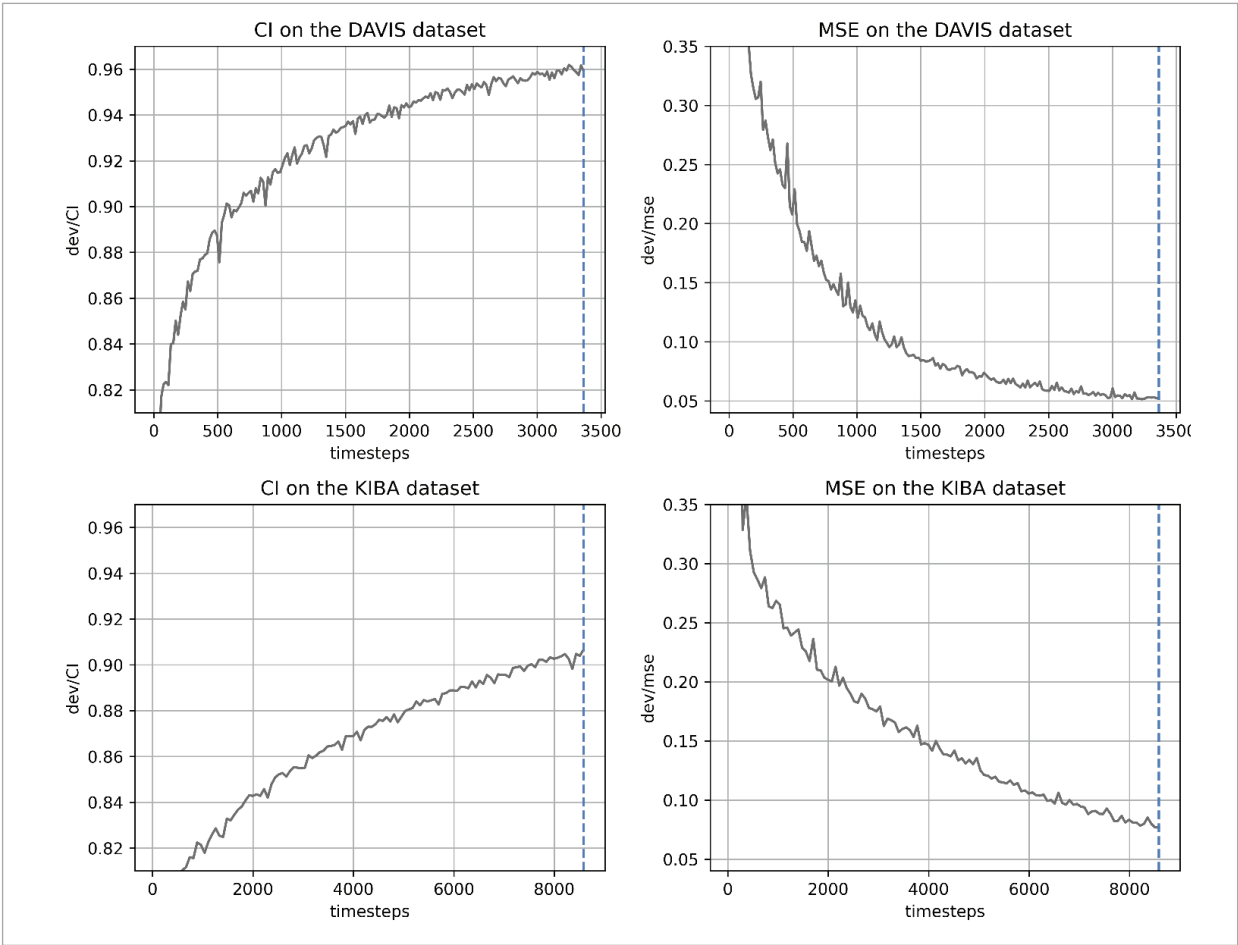 CI on the DAVIS dataset
0.96
0.94
0.92
0.90
0.88
0.86
0.84
0.82
dev/CI
0 500 1000 1500 2000 2500 3000 3500
timesteps
MSE on the DAVIS dataset
0.35
0.30
0.25
0.20
0.15
0.10
0.05
dev/mse
0 500 1000 1500 2000 2500 3000 350
timesteps
CI on the KIBA dataset
0.96
0.94
0.92
0.90
0.88
0.86
0.84
0.82
dev/CI
0 2000 4000 6000 8000
timesteps
MSE on the KIBA dataset
0.35
0.30
0.25
0.20
0.15
0.10
0.05
dev/mse
0 2000 4000 6000 8000
timesteps